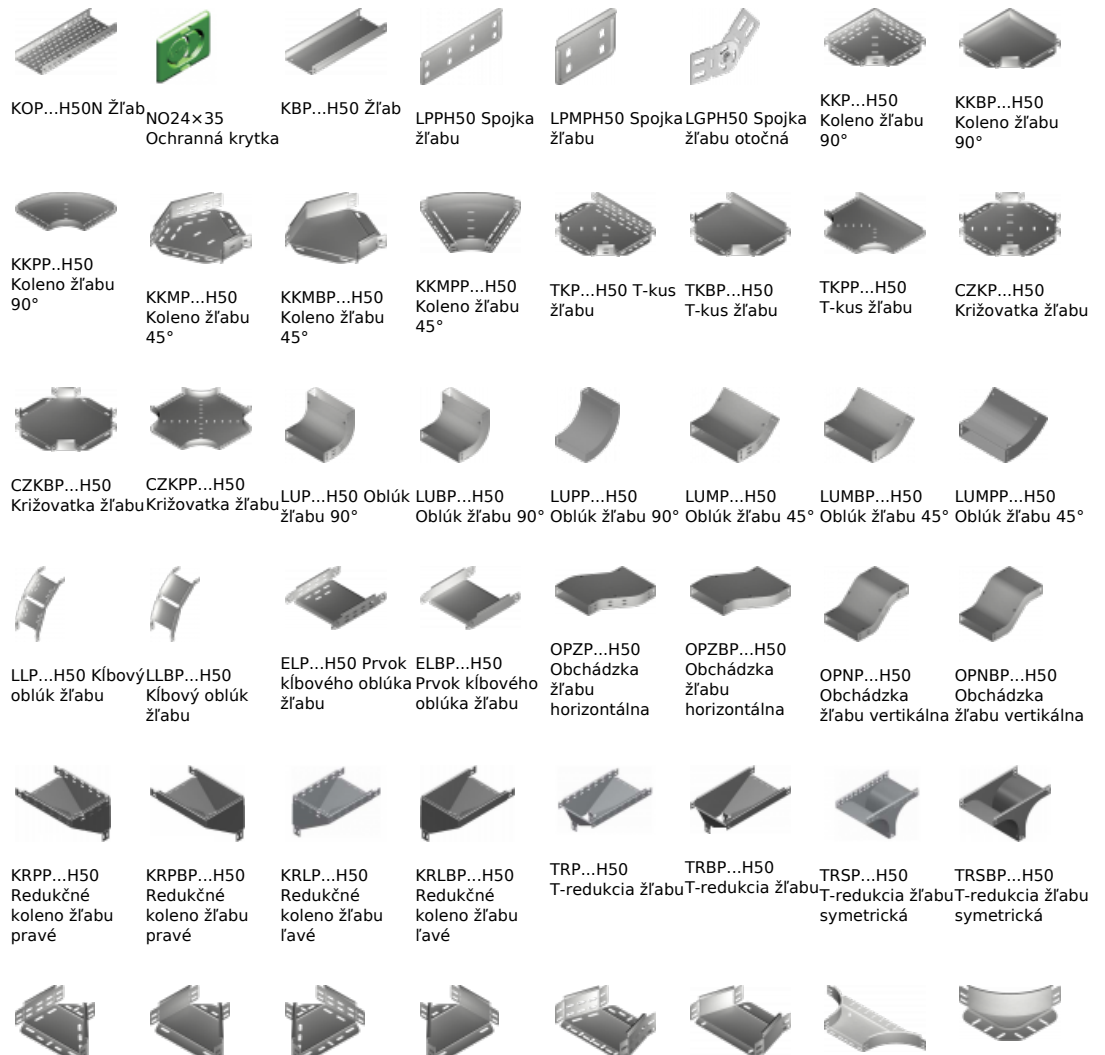 KOP...H50N Žľab
NO24×35
Ochranná krytka
KBP...H50 Žľab
LPPH50 Spojka
žľabu
LPMPH50 Spojka
žľabu
LGPH50 Spojka
žľabu otočná
KKP...H50
Koleno žľabu
90°
KKBP...H50
Koleno žľabu
90°
KKPP..H50
Koleno žľabu
90°
KKMP...H50
Koleno žľabu
45°
KKMBP...H50
Koleno žľabu
45°
KKMPP...H50
Koleno žľabu
45°
TKP...H50 T-kus
žľabu
TKBP...H50
T-kus žľabu
TKPP...H50
T-kus žľabu
CZKP...H50
Križovatka žľabu
CZKBP...H50
Križovatka žľabu
CZKPP...H50
Križovatka žľabu
LUP...H50 Oblúk
žľabu 90°
LUBP...H50
Oblúk žľabu 90°
LUPP...H50
Oblúk žľabu 90°
LUMP...H50
Oblúk žľabu 45°
LUMBP...H50
Oblúk žľabu 45°
LUMPP...H50
Oblúk žľabu 45°
LLP...H50 Kĺbový
oblúk žľabu
LLBP...H50
Kĺbový oblúk
žľabu
ELP...H50 Prvok
kĺbového oblúka
žľabu
ELBP...H50
Prvok kĺbového
oblúka žľabu
OPZP...H50
Obchádzka
žľabu
horizontálna
OPZBP...H50
Obchádzka
žľabu
horizontálna
OPNP...H50
Obchádzka
žľabu vertikálna
OPNBP...H50
Obchádzka
žľabu vertikálna
KRPP...H50
Redukčné
koleno žľabu
pravé
KRPBP...H50
Redukčné
koleno žľabu
pravé
KRLP...H50
Redukčné
koleno žľabu
ľavé
KRLBP...H50
Redukčné
koleno žľabu
ľavé
TRP...H50
T-redukcia žľabu
TRBP...H50
T-redukcia žľabu
TRSP...H50
T-redukcia žľabu
symetrická
TRSBP...H50
T-redukcia žľabu
symetrická